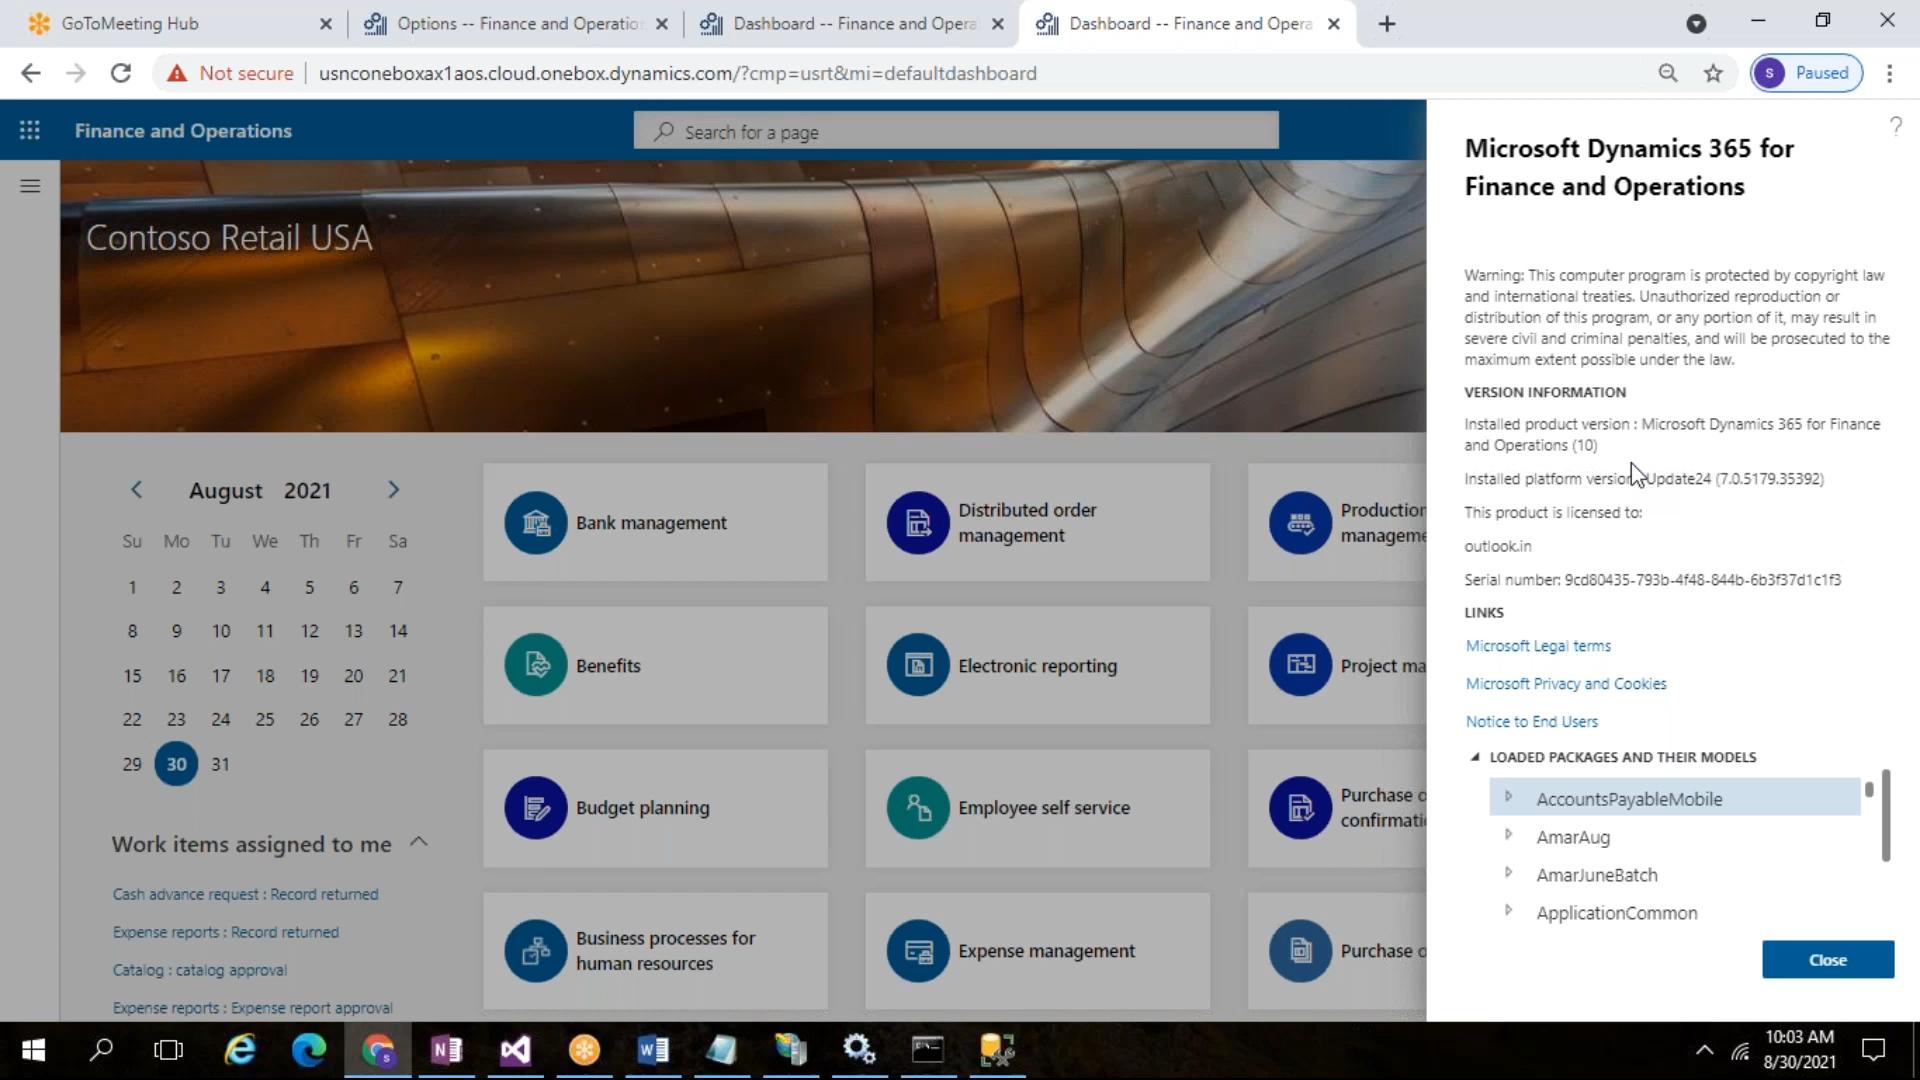 GoToMeeting Hub
Options -- Finance and Operatio
Dashboard -- Finance and Opera
Dashboard -- Finance and Opera
Not secure
usnconeboxax1aos.cloud.onebox.dynamics.com/?cmp=usrt&mi=defaultdashboard
s
Paused
Finance and Operations
Search for a page
?
Microsoft Dynamics 365 for
Finance and Operations
Contoso Retail USA
Warning: This computer program is protected by copyright law
and international treaties. Unauthorized reproduction or
distribution of this program, or any portion of it, may result in
severe civil and criminal penalties, and will be prosecuted to the
maximum extent possible under the law.
VERSION INFORMATION
Installed product version : Microsoft Dynamics 365 for Finance
and Operations (10)
Installed platform version Update24 (7.0.5179.35392)
This product is licensed to:
outlook.in
Serial number: 9cd80435-793b-4f48-844b-6b3f37d1c1f3
LINKS
Microsoft Legal terms
Microsoft Privacy and Cookies
Notice to End Users
LOADED PACKAGES AND THEIR MODELS
AccountsPayableMobile
AmarAug
AmarJuneBatch
ApplicationCommon
Close
August 2021
Su Mo Tu We Th Fr Sa
1 2 3 4 5 6 7
8 9 10 11 12 13 14
15 16 17 18 19 20 21
22 23 24 25 26 27 28
29 30 31
Work items assigned to me
Cash advance request : Record returned
Expense reports : Record returned
Catalog : catalog approval
Expense reports : Expense report approval
Bank management
Distributed order
management
Production
manageme
Benefits
Electronic reporting
Project ma
Budget planning
Employee self service
Purchase o
confirmati
Business processes for
human resources
Expense management
Purchase o
10:03 AM
8/30/2021